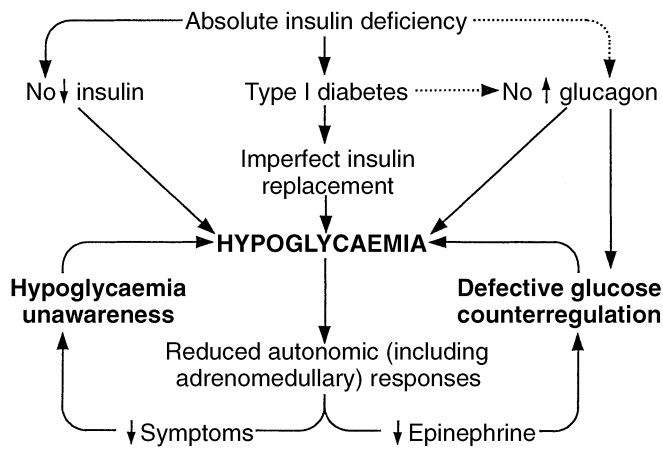 Absolute insulin deficiency
No ↓ insulin
Type I diabetes
No ↑ glucagon
Imperfect insulin
replacement
HYPOGLYCAEMIA
Hypoglycaemia
unawareness
Defective glucose
counterregulation
Reduced autonomic (including
adrenomedullary) responses
↓ Symptoms
↓ Epinephrine